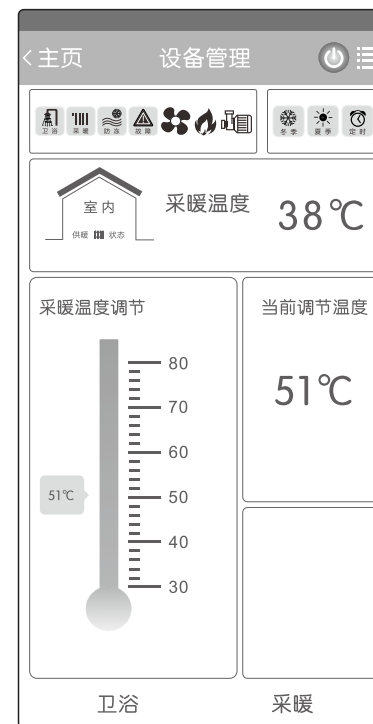 <主页 设备管理
卫浴 采暖 防冻 故障 冬季 夏季 定时
室内
供暖 状态
采暖温度 38℃
采暖温度调节
80
70
60
51℃
50
40
30
当前调节温度
51℃
卫浴 采暖